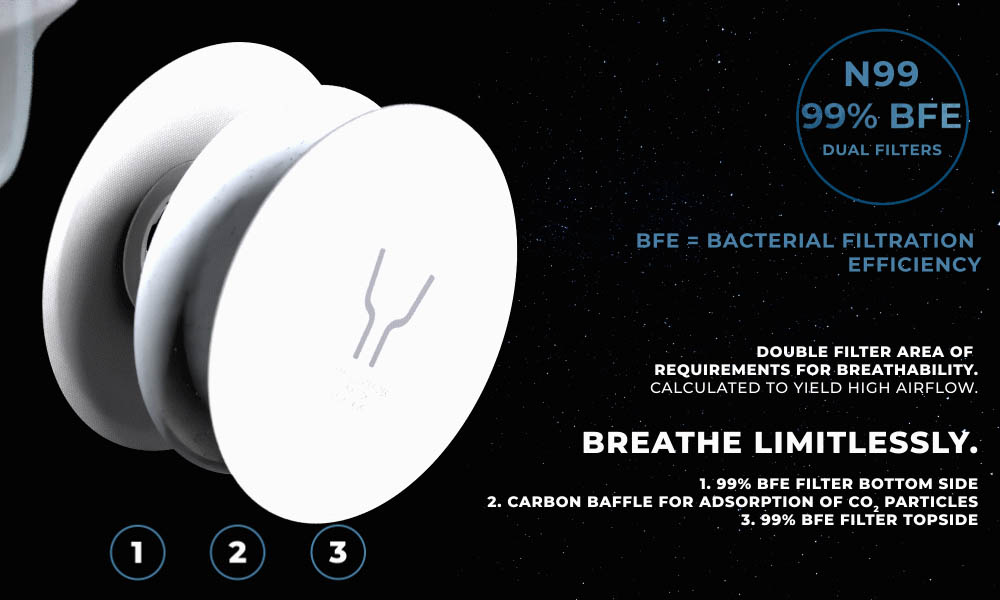 N99
99% BFE
DUAL FILTERS
BFE = BACTERIAL FILTRATION
EFFICIENCY
DOUBLE FILTER AREA OF
REQUIREMENTS FOR BREATHABILITY.
CALCULATED TO YIELD HIGH AIRFLOW.
BREATHE LIMITLESSLY.
1. 99% BFE FILTER BOTTOM SIDE
2. CARBON BAFFLE FOR ADSORPTION OF CO₂ PARTICLES
3. 99% BFE FILTER TOPSIDE
1 2 3